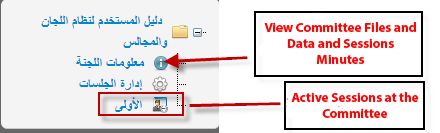 دليل المستخدم لنظام اللجان
والمجالس
معلومات اللجنة
إدارة الجلسات
الأولى
View Committee Files and
Data and Sessions
Minutes
Active Sessions at the
Committee